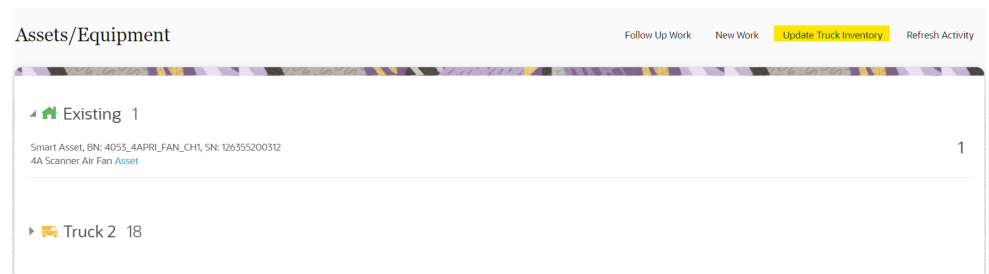 Assets/Equipment
Follow Up Work New Work Update Truck Inventory Refresh Activity
Existing 1
Smart Asset, BN: 4053_4APRI_FAN_CH1, SN: 126355200312
1
4A Scanner Air Fan Asset
Truck 2 18